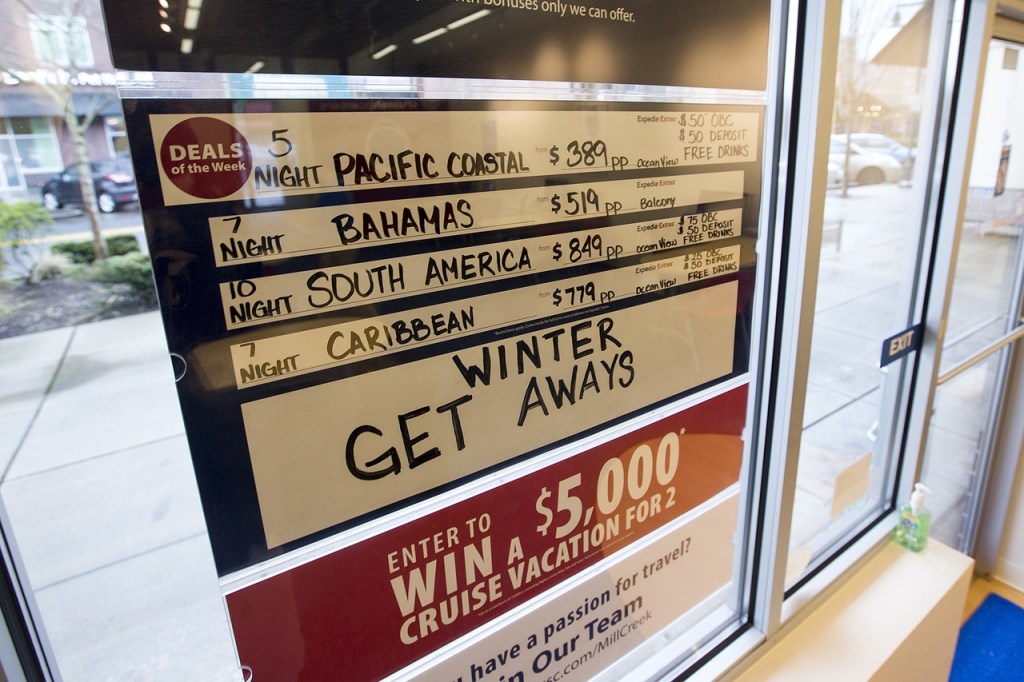 bonuses only we can offer.
DEALS
of the Week
5
NIGHT PACIFIC COASTAL from $389 PP Ocean View Expedia Extras $50 OBC
$50 DEPOSIT
FREE DRINKS
7
NIGHT BAHAMAS from $519 PP Balcony Expedia Extras
10
NIGHT SOUTH AMERICA from $849 PP Ocean View Expedia Extras $75 OBC
$50 DEPOSIT
FREE DRINKS
7
NIGHT CARIBBEAN from $779 PP Ocean View Expedia Extras $25 OBC
$50 DEPOSIT
FREE DRINKS
WINTER
GET AWAYS
ENTER TO
WIN A $5,000*
CRUISE VACATION FOR 2
have a passion for travel?
n Our Team
sc.com/MillCreek
EXIT